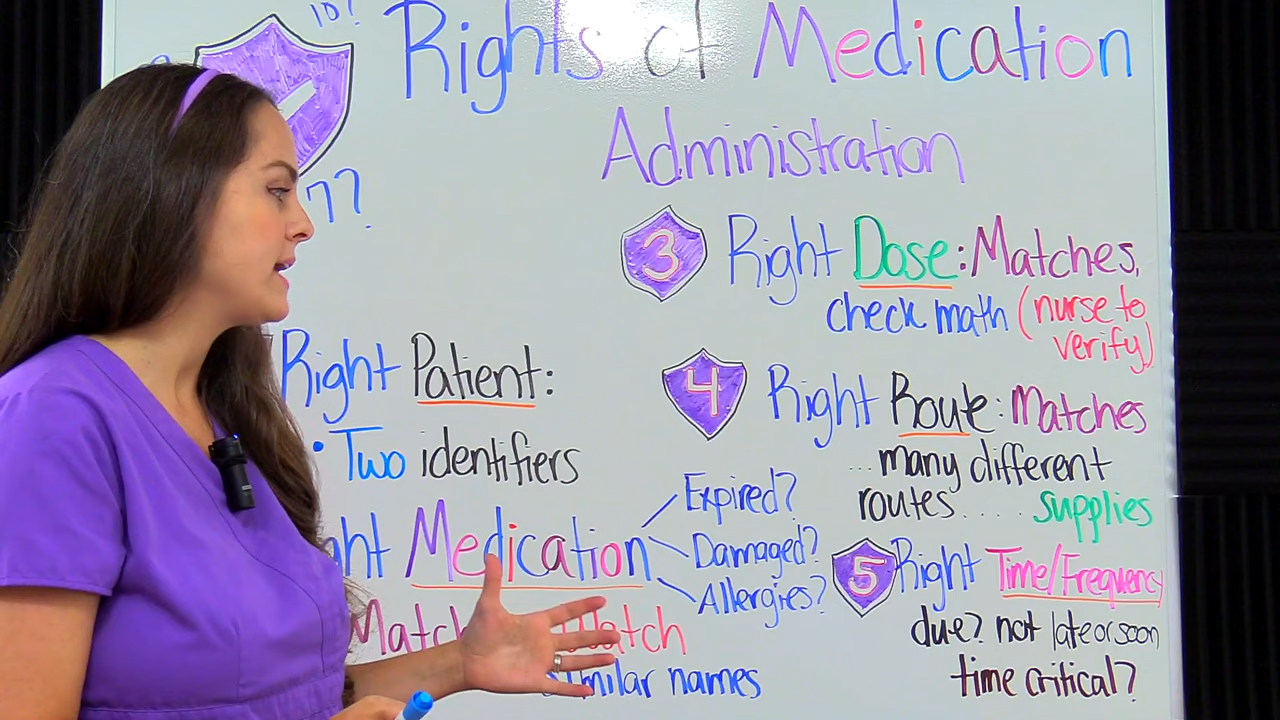 10?
Rights of Medication
Administration
7?
Right Patient:
• Two identifiers
Medication
Expired?
Damaged?
Allergies?
names
3 Right Dose: Matches,
check math (nurse to
verify)
4 Right Route: Matches
...many different
routes..... supplies
5 Right Time/Frequency
due? not late or soon
time critical?